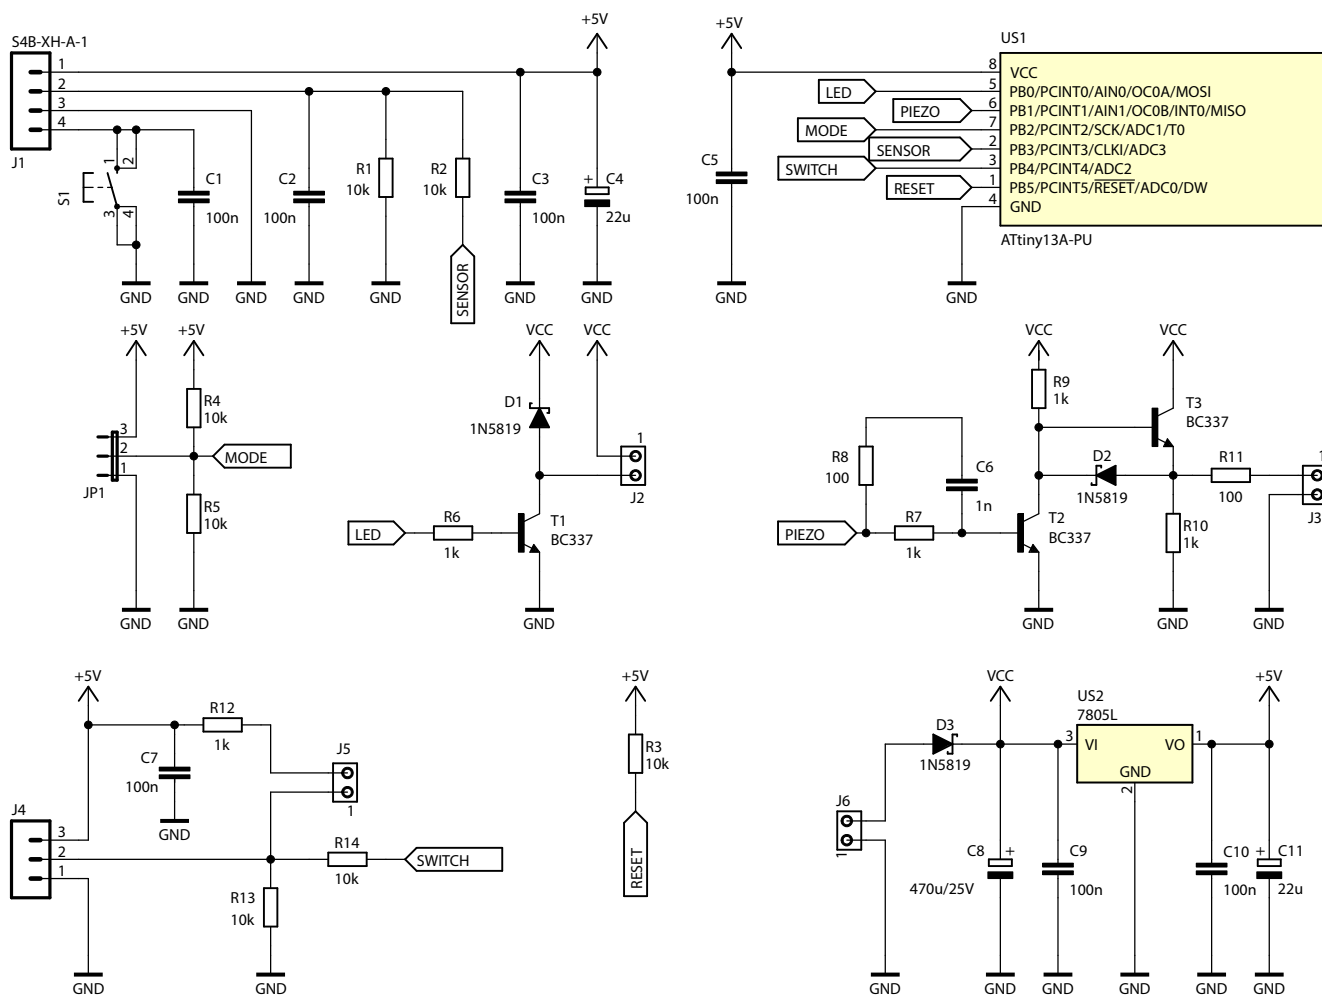 +5V
S4B-XH-A-1
1
2
3
4
J1
S1
1
2
3
4
C1
100n
C2
100n
R1
10k
R2
10k
C3
100n
+
C4
22u
GND
GND
GND
GND
GND
SENSOR
GND
GND
+5V
C5
100n
GND
US1
8
VCC
LED
5
PB0/PCINT0/AIN0/OC0A/MOSI
PIEZO
6
PB1/PCINT1/AIN1/OC0B/INT0/MISO
MODE
7
PB2/PCINT2/SCK/ADC1/T0
SENSOR
2
PB3/PCINT3/CLKI/ADC3
SWITCH
3
PB4/PCINT4/ADC2
RESET
1
PB5/PCINT5/RESET/ADC0/DW
4
GND
ATtiny13A-PU
GND
+5V
+5V
R4
10k
3
2
1
JP1
MODE
R5
10k
GND
GND
VCC
VCC
D1
1N5819
1
J2
LED
R6
1k
T1
BC337
GND
VCC
VCC
R9
1k
T3
BC337
R8
100
C6
1n
D2
1N5819
R11
100
1
J3
PIEZO
R7
1k
T2
BC337
R10
1k
GND
GND
GND
+5V
R12
1k
C7
100n
GND
J5
1
J4
3
2
1
R14
10k
SWITCH
R13
10k
GND
GND
+5V
R3
10k
RESET
VCC
US2
7805L
+5V
D3
1N5819
3
VI
VO
1
GND
2
J6
1
C8
+
470u/25V
C9
100n
C10
100n
+
C11
22u
GND
GND
GND
GND
GND
GND